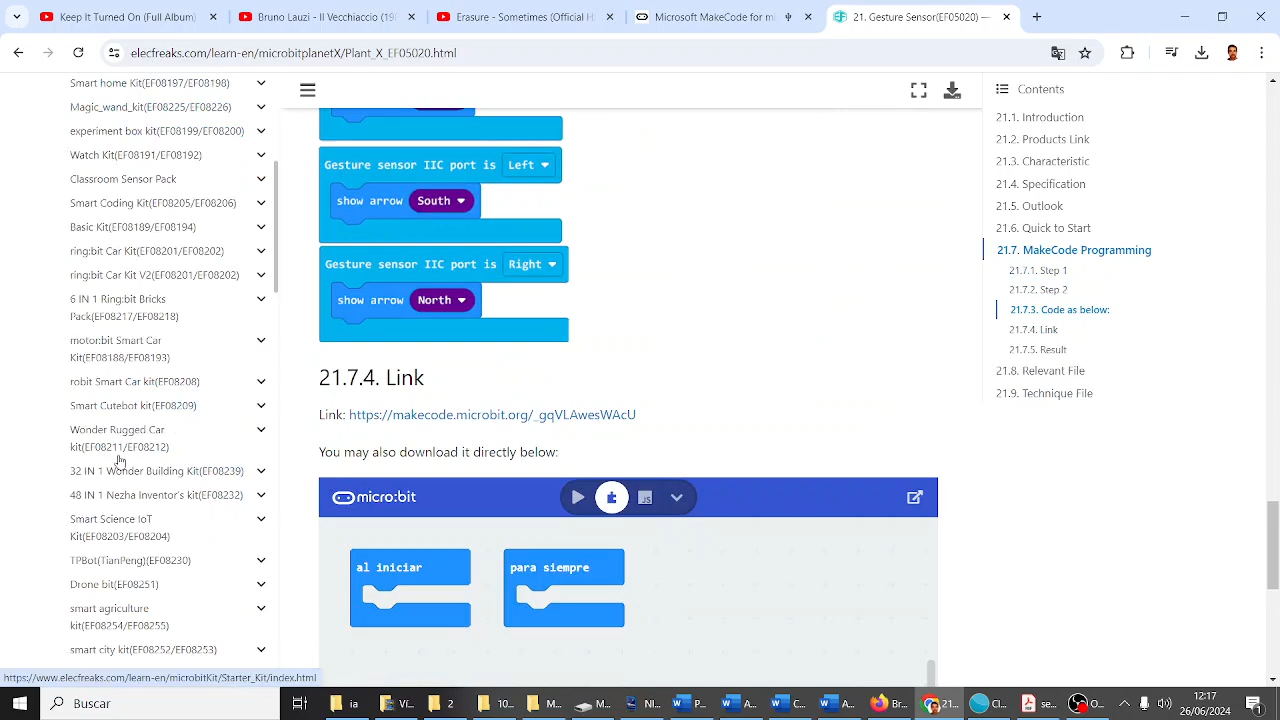 Keep It Turned (Full Album)
Bruno Lauzi - Il Vecchiaccio (19
Erasure - Sometimes (Official H
Microsoft MakeCode for mi
21. Gesture Sensor(EF05020) —
elecfreaks.com/learn-en/microbitplanetX/Plant_X_EF05020.html
Smart home Kit(EF08197/EF08198)
Magic_wand_kit(EF08225/EF08226)
experiment box kit(EF08199/EF08200)
Watch Kit(EF08191/EF08192)
Classroom Sensor Pack
Smart Coding Kit(EF08205/EF08206)
Basic Kit(EF08189/EF08194)
ring:bit Car Kit(EF08201/EF08202)
ring:bit Car Kit V2(EF08201/EF08202)
6 IN 1 Ring:bit Bricks
Pack(EF08217/EF08218)
motor:bit Smart Car
Kit(EF08188/EF08193)
robit Smart Car kit(EF08209)
Smart Cutebot(EF08209)
Wonder Rugged Car
kit(EF08211/EF08212)
32 IN 1 Wonder Building Kit(EF08239)
48 IN 1 Nezha Inventor's kit(EF08232)
Smart Science IoT
Kit(EF08203/EF08204)
TPBot(TianPeng)(EF08230)
Drone bit(EF08251)
smart agriculture
kit(EF08254/EF08255)
smart city kit(EF08252/EF08253)
https://www.elecfreaks.com/learn-en/microbitKit/Starter_Kit/index.html
Gesture sensor IIC port is Left
show arrow South
Gesture sensor IIC port is Right
show arrow North
21.7.4. Link
Link: https://makecode.microbit.org/_gqVLAwesWAcU
You may also download it directly below:
micro:bit
JS
al iniciar
para siempre
Contents
21.1. Introduction
21.2. Products Link
21.3. Characteristic
21.4. Specification
21.5. Outlook
21.6. Quick to Start
21.7. MakeCode Programming
21.7.1. Step 1
21.7.2. Step 2
21.7.3. Code as below:
21.7.4. Link
21.7.5. Result
21.8. Relevant File
21.9. Technique File
Buscar
ia
2
10...
M...
NI...
P...
A...
C...
A...
Br...
21...
Ci...
se...
O...
12:17
26/06/2024
1